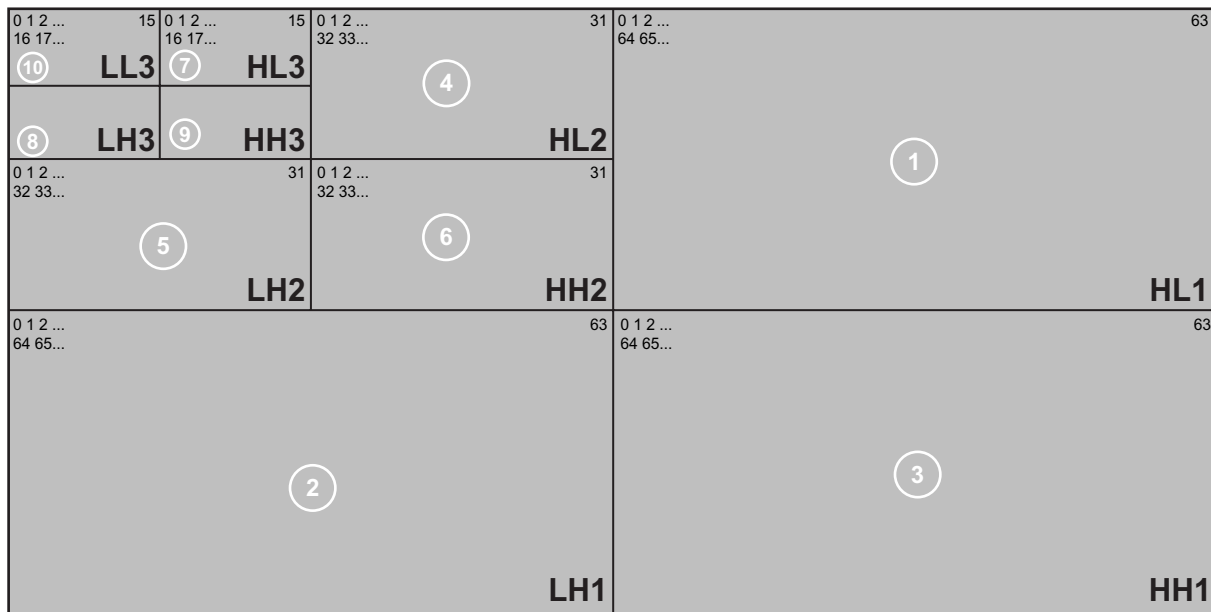 0 1 2 ... 15
16 17...
10 LL3
0 1 2 ... 15
16 17...
7 HL3
8 LH3
9 HH3
0 1 2 ... 31
32 33...
4
HL2
0 1 2 ... 63
64 65...
1
HL1
0 1 2 ... 31
32 33...
5
LH2
0 1 2 ... 31
32 33...
6
HH2
0 1 2 ... 63
64 65...
2
LH1
0 1 2 ... 63
64 65...
3
HH1